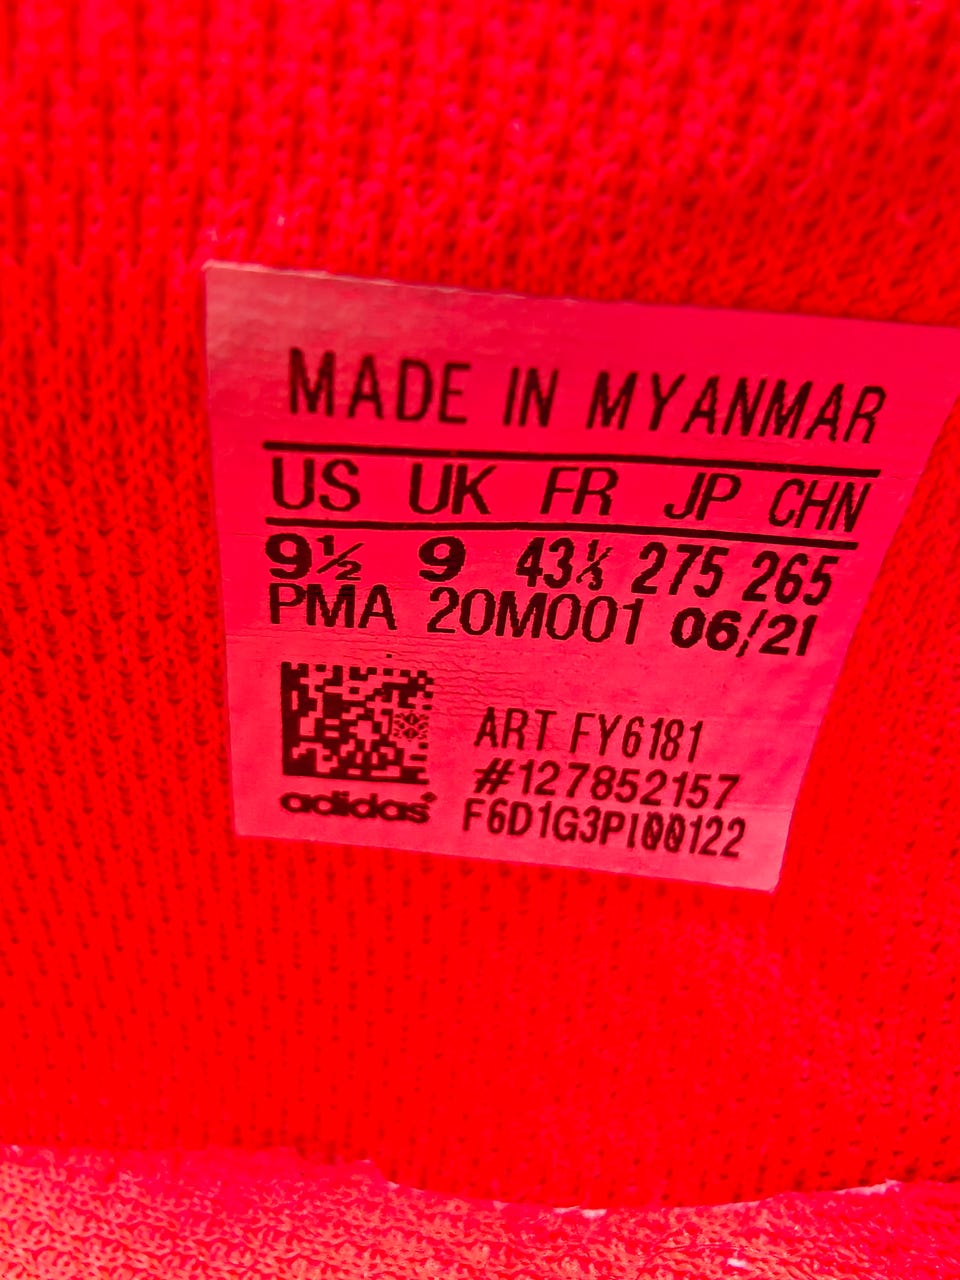 MADE IN MYANMAR
US UK FR JP CHN
9½ 9 43⅓ 275 265
PMA 20M001 06/21
ART FY6181
#127852157
F6D1G3PI00122
adidas®